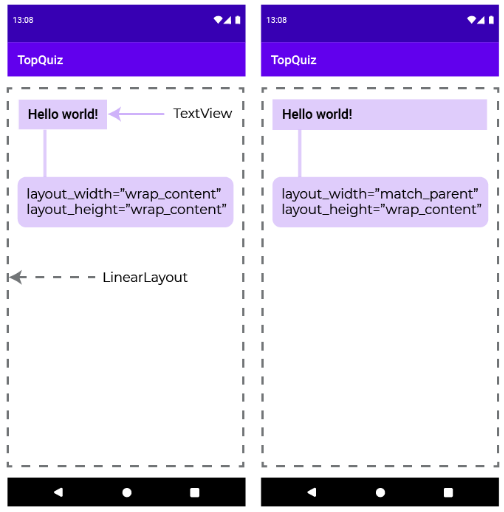 13:08
TopQuiz
Hello world!
TextView
layout_width=”wrap_content”
layout_height=”wrap_content”
LinearLayout
13:08
TopQuiz
Hello world!
layout_width=”match_parent”
layout_height=”wrap_content”